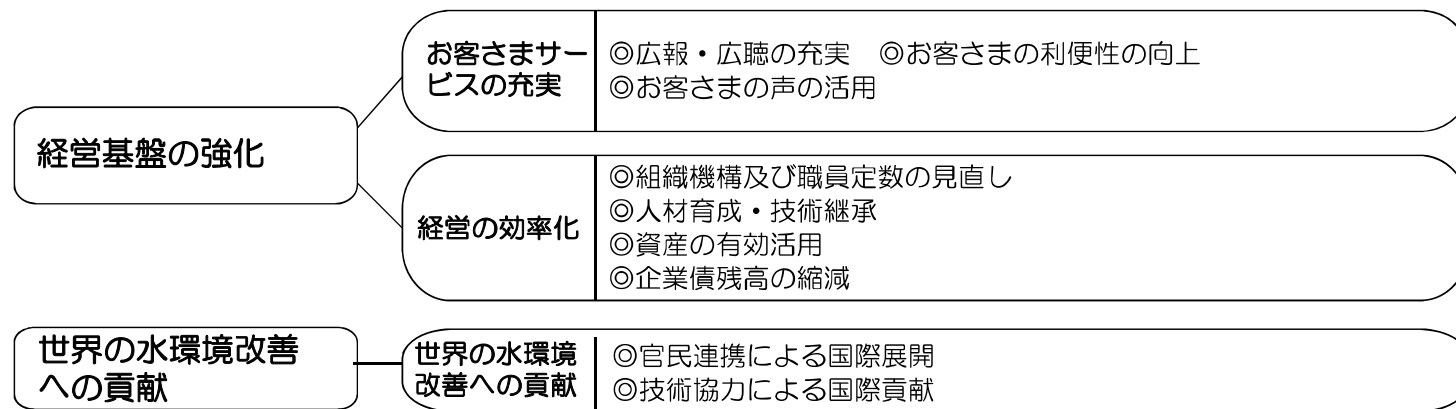 経営基盤の強化
お客さまサー
ビスの充実
◎広報・広聴の充実　◎お客さまの利便性の向上
◎お客さまの声の活用
経営の効率化
◎組織機構及び職員定数の見直し
◎人材育成・技術継承
◎資産の有効活用
◎企業債残高の縮減
世界の水環境改善
への貢献
世界の水環境
改善への貢献
◎官民連携による国際展開
◎技術協力による国際貢献